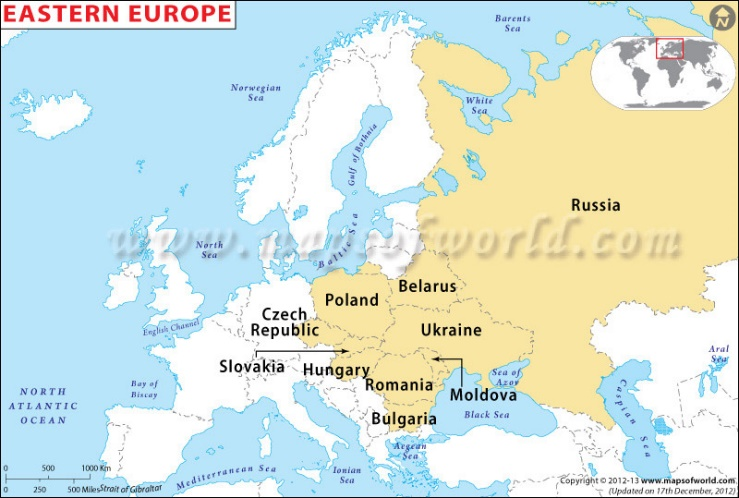 EASTERN EUROPE
N
Barents
Sea
Norwegian
Sea
White
Sea
Gulf of Bothnia
Russia
www.mapsofworld.com
North
Sea
Baltic Sea
Belarus
Poland
Czech
Republic
English Channel
Ukraine
Slovakia
Hungary
Aral
Sea
Sea of
Azov
Bay of
Biscay
Romania
Moldova
NORTH
ATLANTIC
OCEAN
Black Sea
Caspian Sea
Bulgaria
Aegean
Sea
Mediterranean Sea
Ionian
Sea
0 500 1000 Km
0 250 500 Miles
Strait of Gibraltar
Copyright © 2012-13 www.mapsofworld.com
(Updated on 17th December, 2012)